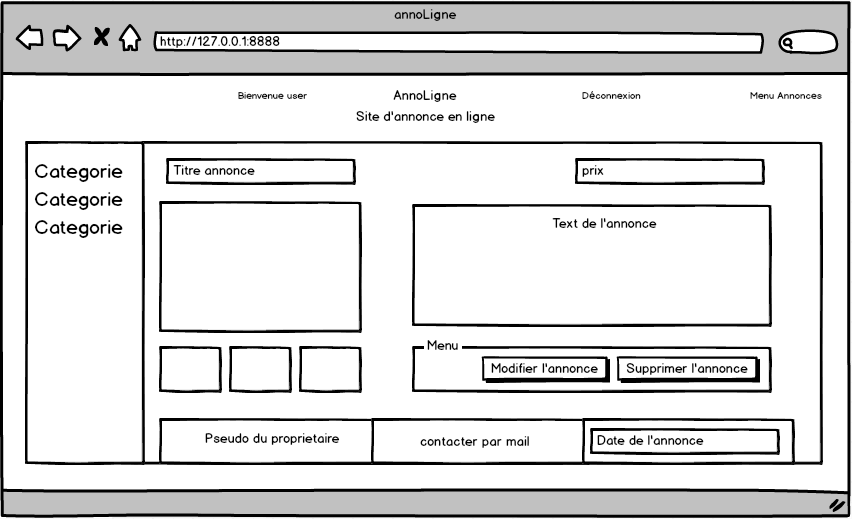 annoLigne
http://127.0.0.1:8888
Bienvenue user
AnnoLigne
Déconnexion
Menu Annonces
Site d'annonce en ligne
Categorie
Categorie
Categorie
Titre annonce
prix
Text de l'annonce
Menu
Modifier l'annonce
Supprimer l'annonce
Pseudo du proprietaire
contacter par mail
Date de l'annonce